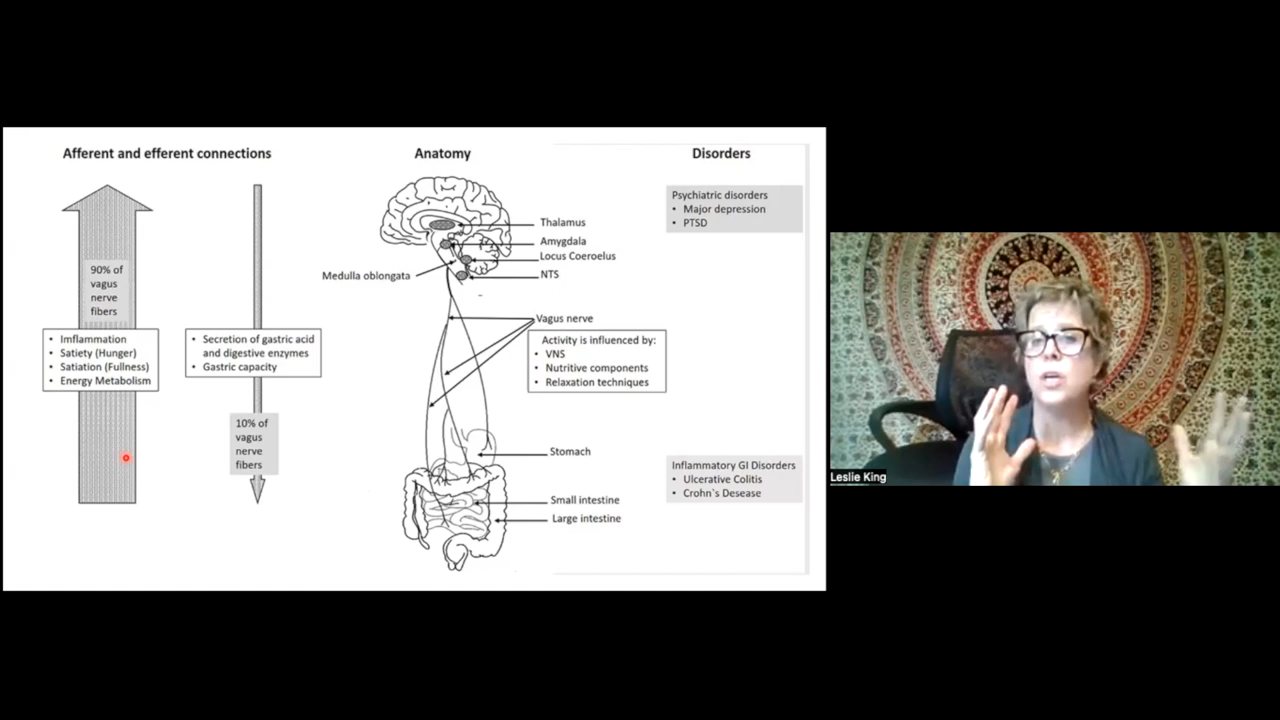 Afferent and efferent connections
90% of
vagus
nerve
fibers
• Imflammation
• Satiety (Hunger)
• Satiation (Fullness)
• Energy Metabolism
• Secretion of gastric acid
and digestive enzymes
• Gastric capacity
10% of
vagus
nerve
fibers
Anatomy
Thalamus
Amygdala
Locus Coeroelus
Medulla oblongata
NTS
Vagus nerve
Activity is influenced by:
• VNS
• Nutritive components
• Relaxation techniques
Stomach
Small intestine
Large intestine
Disorders
Psychiatric disorders
• Major depression
• PTSD
Inflammatory GI Disorders
• Ulcerative Colitis
• Crohn`s Desease
Leslie King